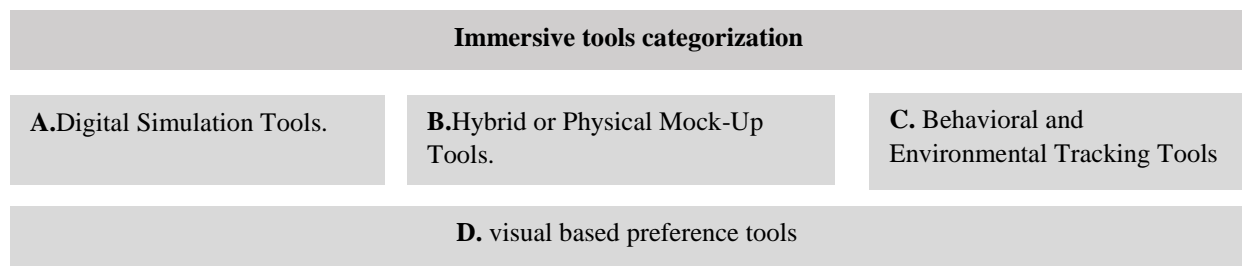 Immersive tools categorization
A.Digital Simulation Tools.
B.Hybrid or Physical Mock-Up
Tools.
C. Behavioral and
Environmental Tracking Tools
D. visual based preference tools